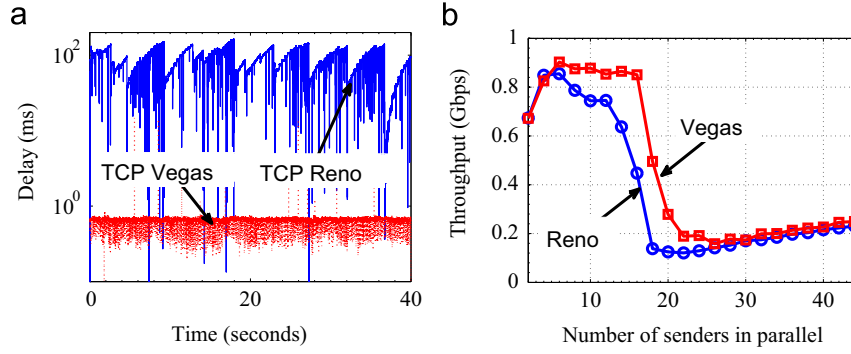 a
10²
10⁰
Delay (ms)
TCP Vegas
TCP Reno
0
20
40
Time (seconds)
b
1
0.8
0.6
0.4
0.2
0
Throughput (Gbps)
Vegas
Reno
10
20
30
40
Number of senders in parallel